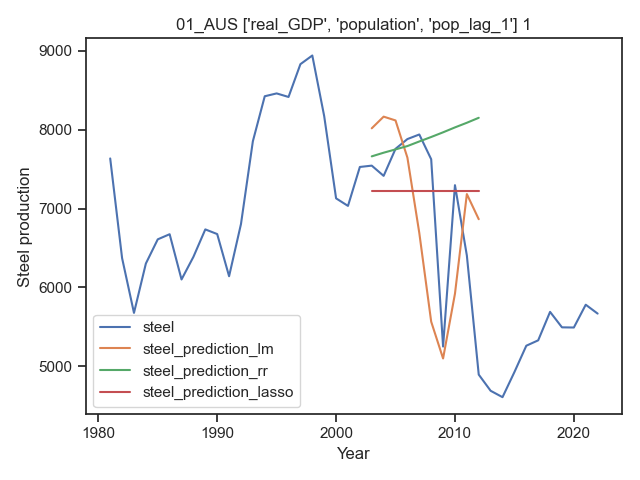 01_AUS ['real_GDP', 'population', 'pop_lag_1'] 1
9000
8000
7000
6000
5000
Steel production
steel
steel_prediction_lm
steel_prediction_rr
steel_prediction_lasso
1980
1990
2000
2010
2020
Year